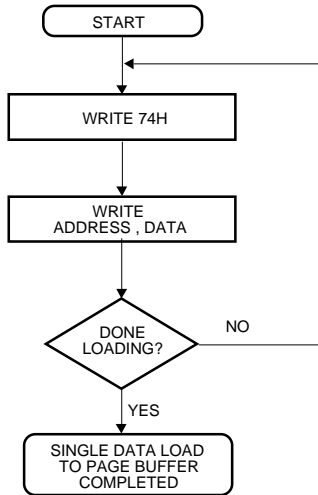 START
WRITE 74H
WRITE
ADDRESS , DATA
DONE
LOADING?
NO
YES
SINGLE DATA LOAD
TO PAGE BUFFER
COMPLETED